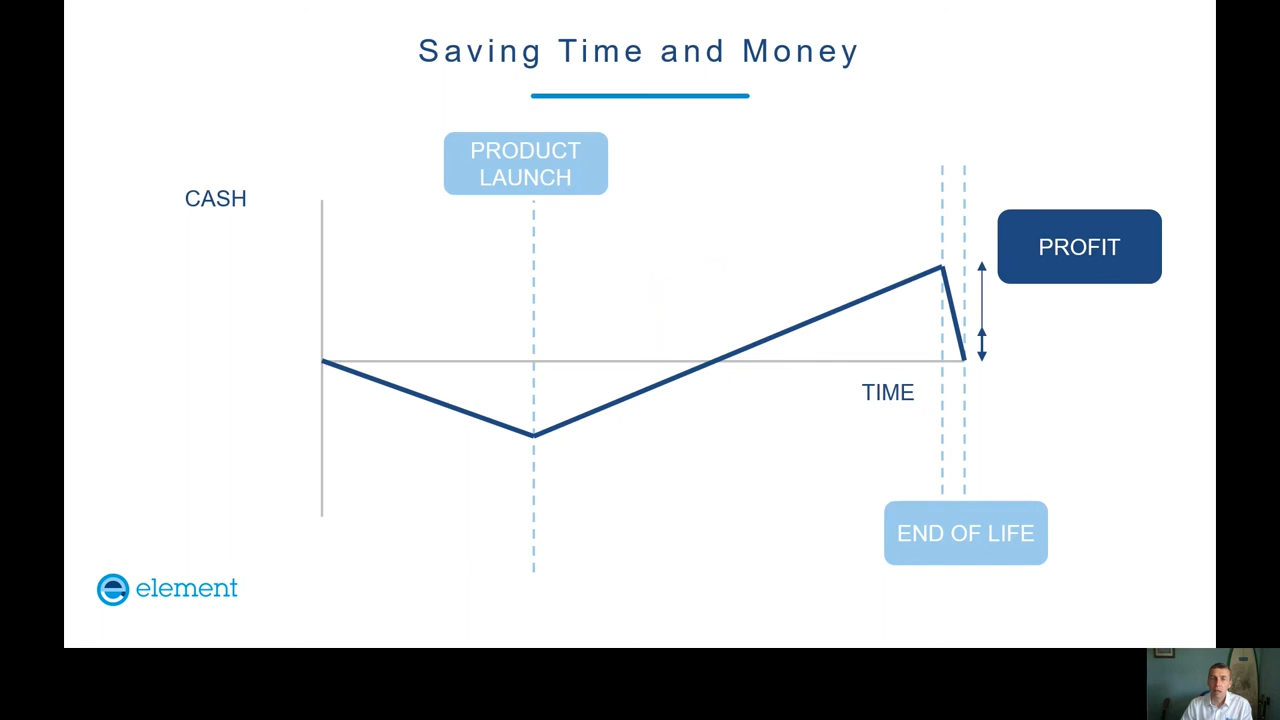 Saving Time and Money
PRODUCT
LAUNCH
CASH
PROFIT
TIME
END OF LIFE
element